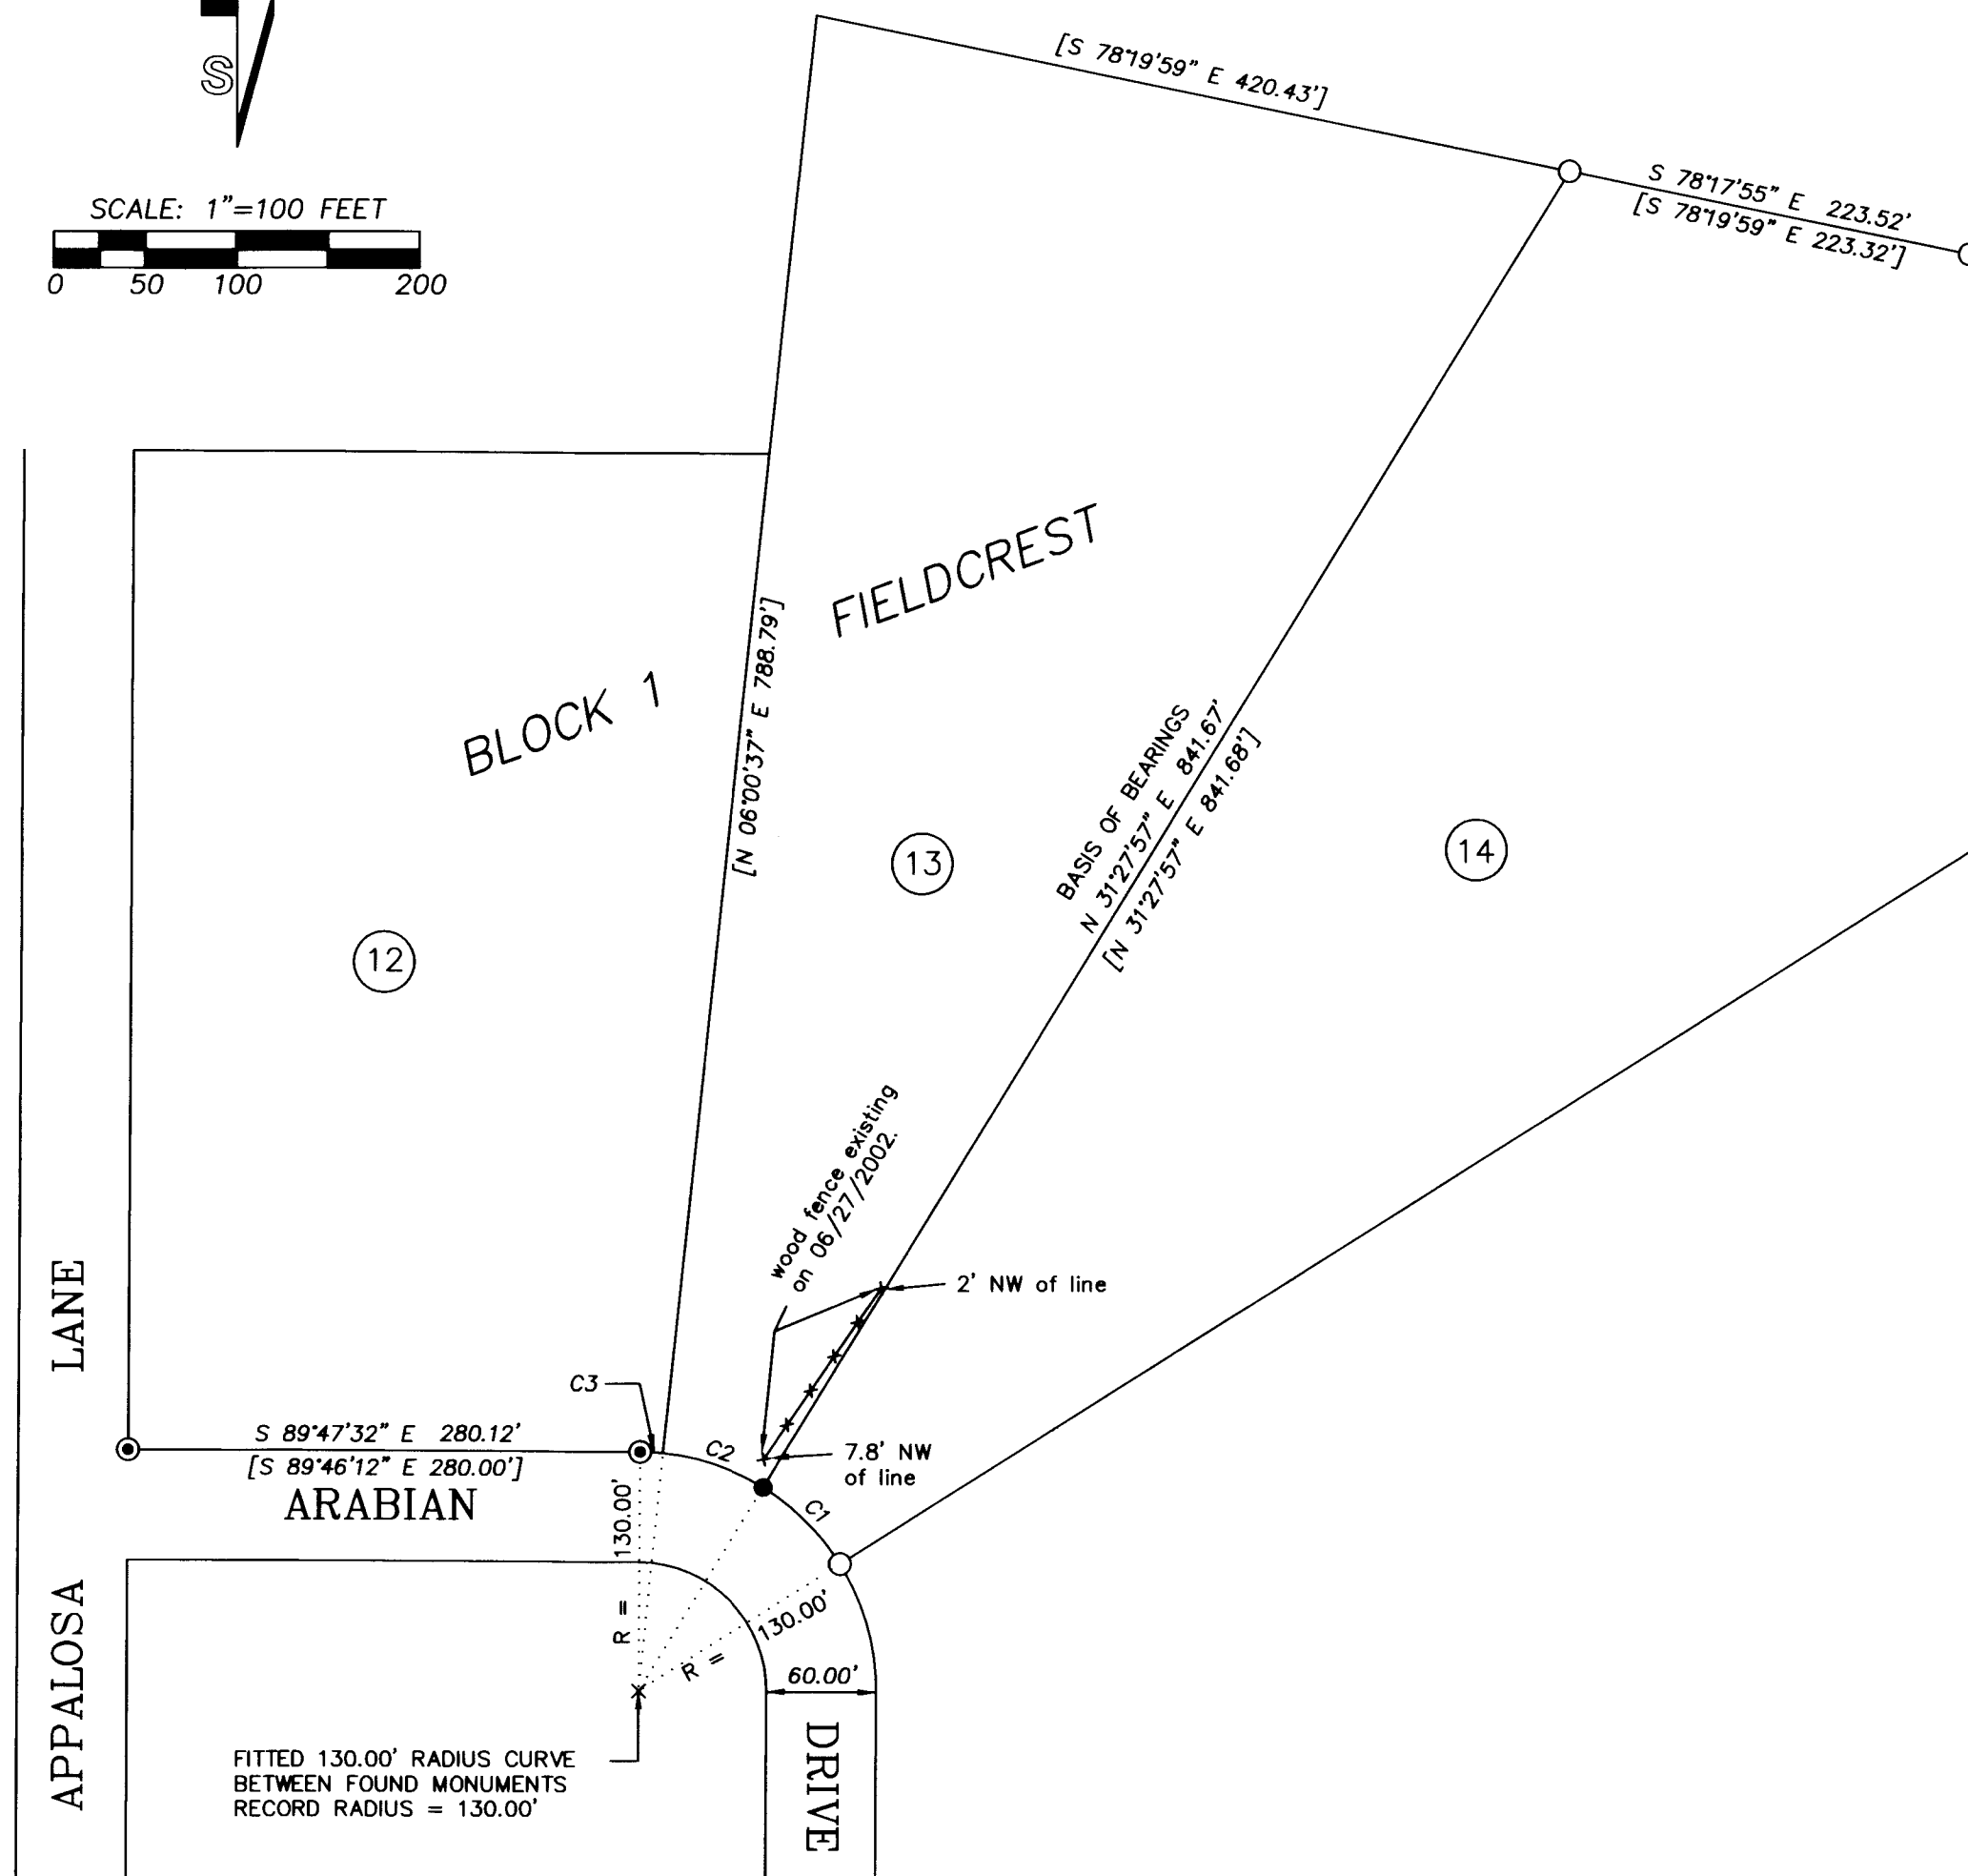 S
[S 78°19'59" E 420.43']
S 78°17'55" E 223.52'
[S 78°19'59" E 223.32']
SCALE: 1"=100 FEET
0 50 100 200
FIELDCREST
BLOCK 1
[N 06°00'37" E 788.79']
BASIS OF BEARINGS
N 31°27'57" E 841.67'
[N 31°27'57" E 841.68']
12
13
14
wood fence existing
on 06/27/2002.
2' NW of line
C3
C2
7.8' NW
of line
C1
S 89°47'32" E 280.12'
[S 89°46'12" E 280.00']
ARABIAN
LANE
APPALOSA
R = 130.00'
R = 130.00'
60.00'
DRIVE
FITTED 130.00' RADIUS CURVE
BETWEEN FOUND MONUMENTS
RECORD RADIUS = 130.00'